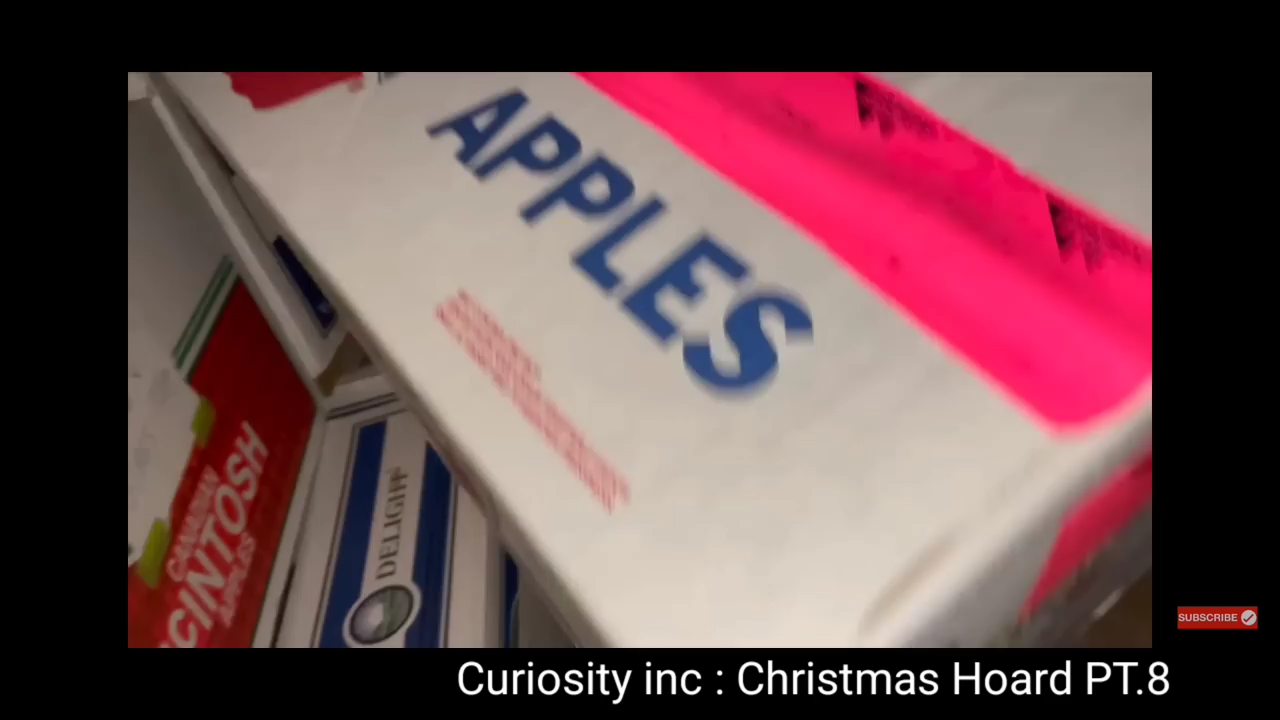 APPLES
CANADIAN
CINTOSH
APPLES
DELIGHT
SUBSCRIBE
Curiosity inc : Christmas Hoard PT.8